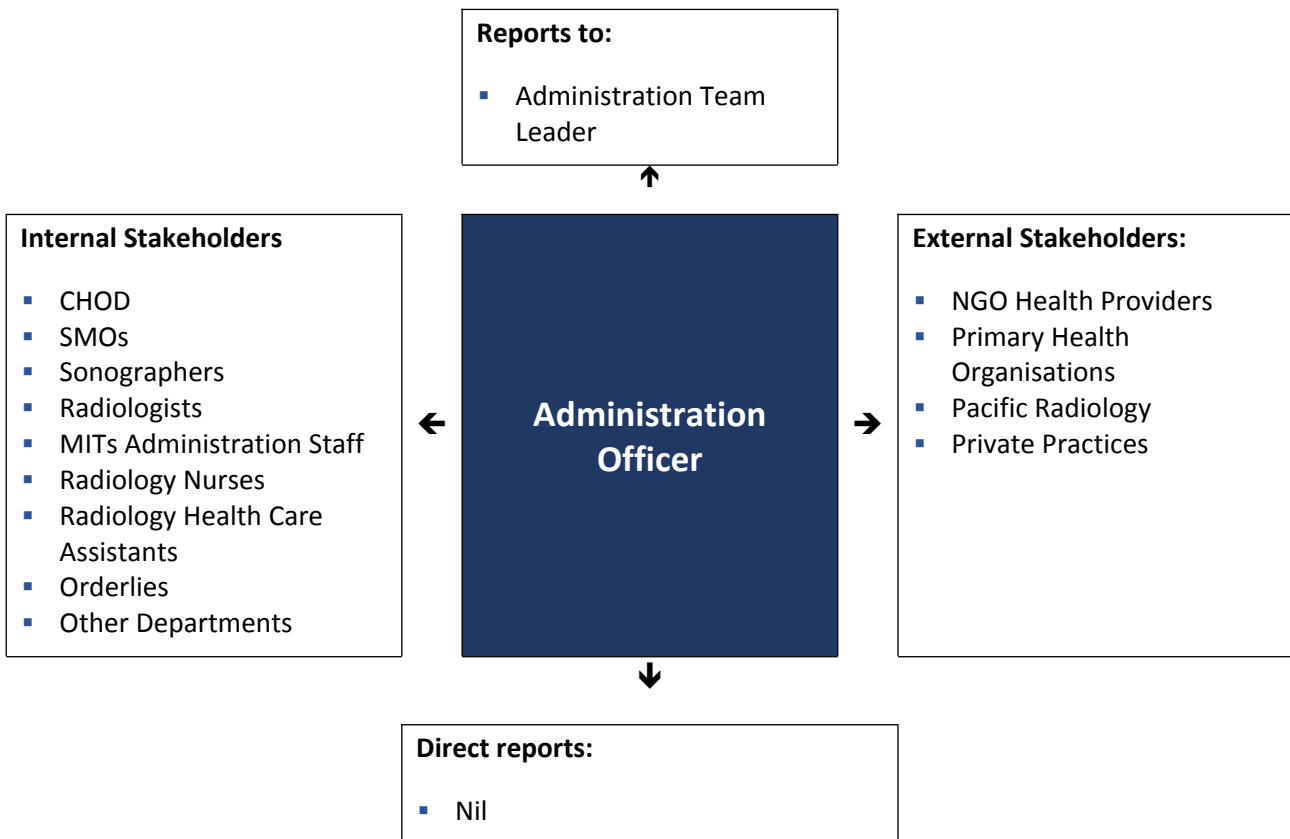 Reports to:
▪ Administration Team
Leader
🡹
Internal Stakeholders
▪ CHOD
▪ SMOs
▪ Sonographers
▪ Radiologists
▪ MITs Administration Staff
▪ Radiology Nurses
▪ Radiology Health Care
Assistants
▪ Orderlies
▪ Other Departments
🡸
Administration
Officer
🡺
External Stakeholders:
▪ NGO Health Providers
▪ Primary Health
Organisations
▪ Pacific Radiology
▪ Private Practices
🡻
Direct reports:
▪ Nil